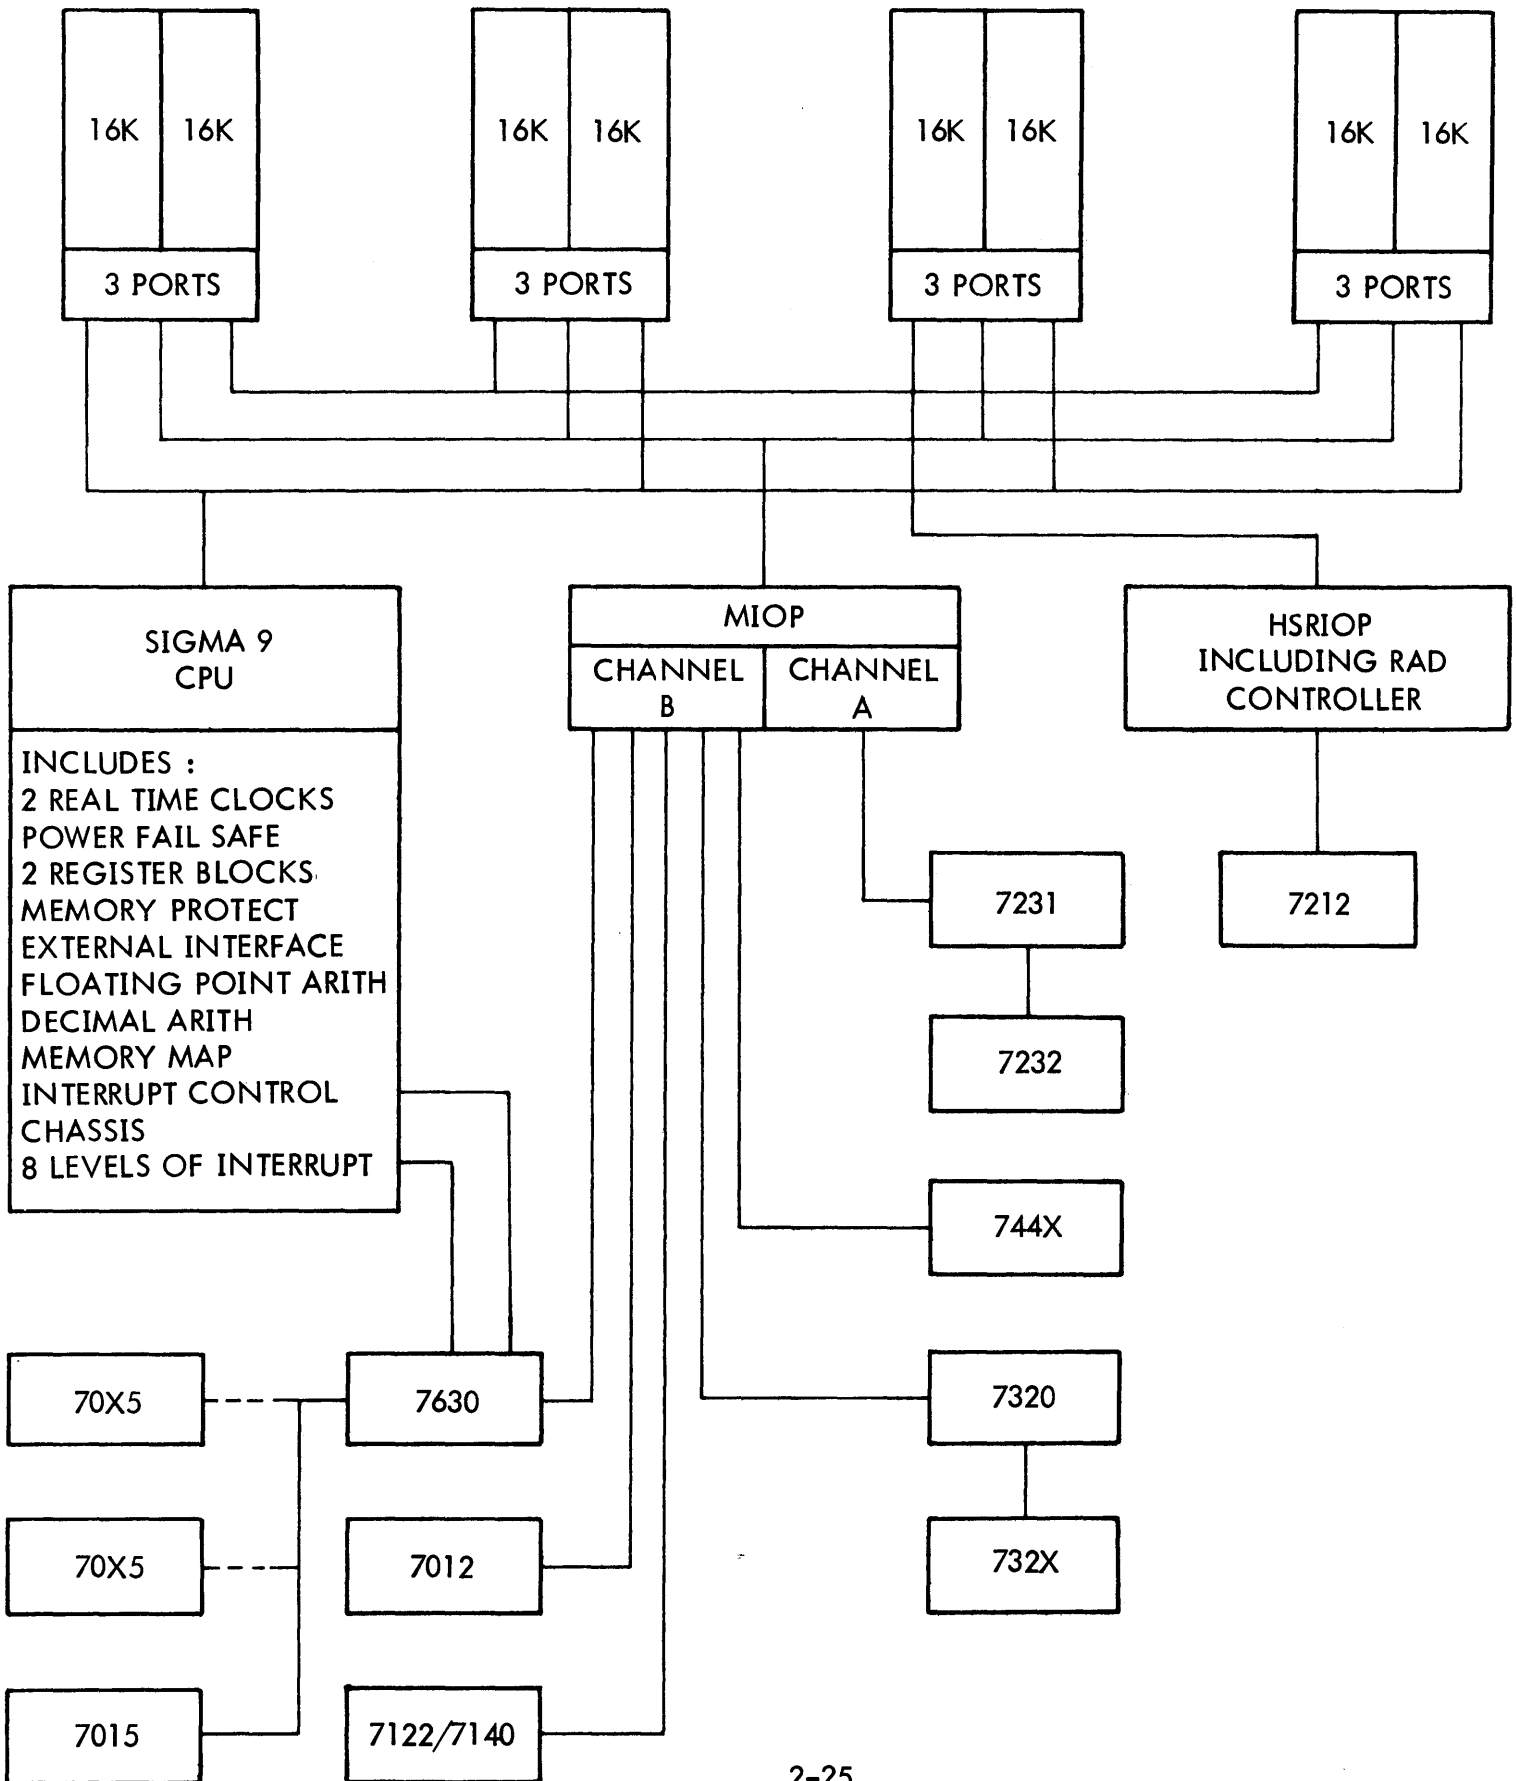 16K 16K 16K 16K 16K 16K 16K 16K
3 PORTS 3 PORTS 3 PORTS 3 PORTS
SIGMA 9
CPU
INCLUDES :
2 REAL TIME CLOCKS
POWER FAIL SAFE
2 REGISTER BLOCKS
MEMORY PROTECT
EXTERNAL INTERFACE
FLOATING POINT ARITH
DECIMAL ARITH
MEMORY MAP
INTERRUPT CONTROL
CHASSIS
8 LEVELS OF INTERRUPT
MIOP
CHANNEL
B
CHANNEL
A
HSRIOP
INCLUDING RAD
CONTROLLER
7231
7212
7232
744X
70X5
7630
7320
70X5
7012
732X
7015
7122/7140
2-25